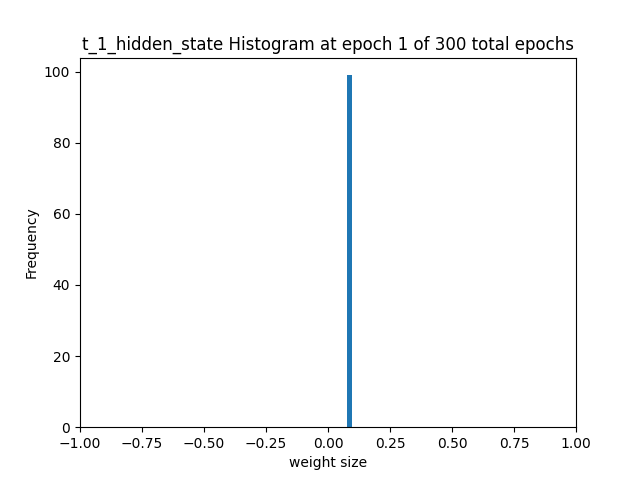 t_1_hidden_state Histogram at epoch 1 of 300 total epochs
100
80
60
40
20
0
Frequency
−1.00 −0.75 −0.50 −0.25 0.00 0.25 0.50 0.75 1.00
weight size